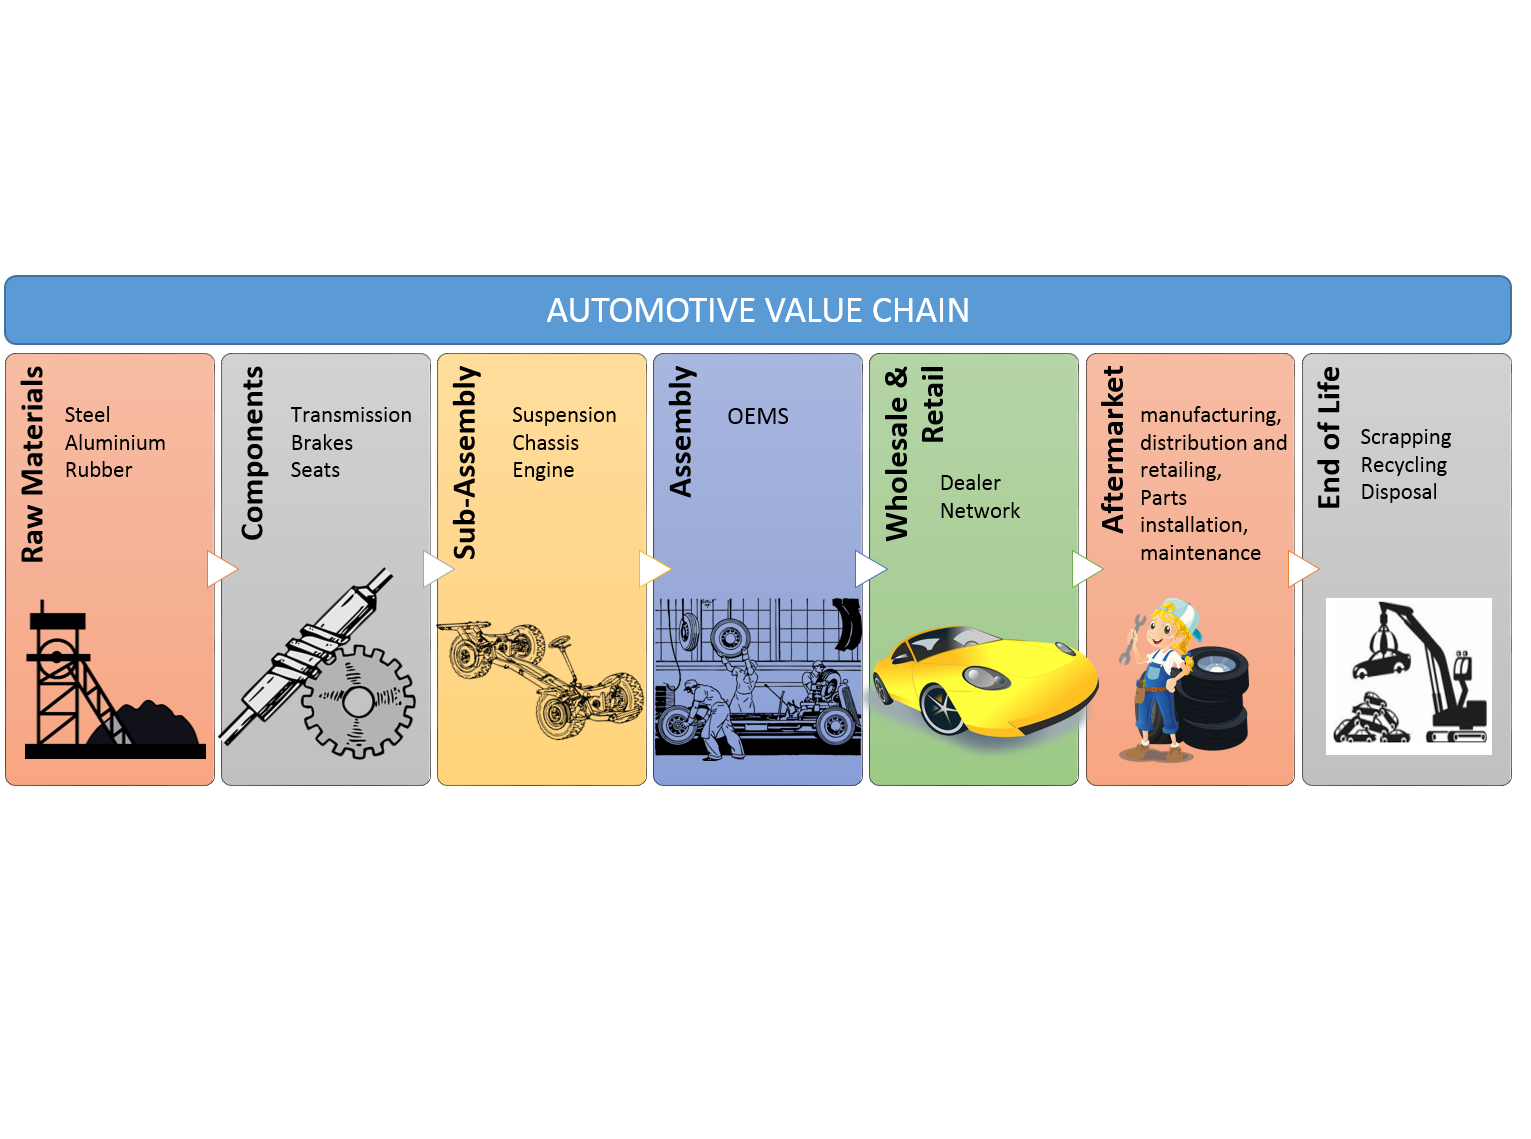 AUTOMOTIVE VALUE CHAIN
Raw Materials
Steel
Aluminium
Rubber
Components
Transmission
Brakes
Seats
Sub-Assembly
Suspension
Chassis
Engine
Assembly
OEMS
Wholesale &
Retail
Dealer
Network
Aftermarket
manufacturing,
distribution and
retailing,
Parts
installation,
maintenance
End of Life
Scrapping
Recycling
Disposal